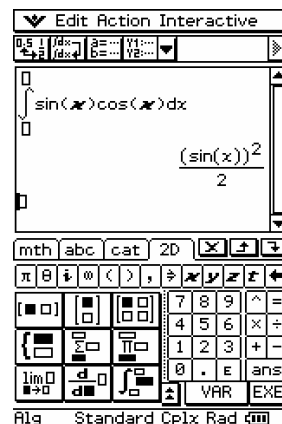 Edit Action Interactive
∫sin(x)cos(x)dx
(sin(x))²
2
mth abc cat 2D
π θ i ∞ ( ) , ⇒ x y z t ←
7 8 9 ^ =
4 5 6 × ÷
1 2 3 + −
0 . E ans
lim Σ Π d ∫
VAR EXE
Alg Standard Cplx Rad